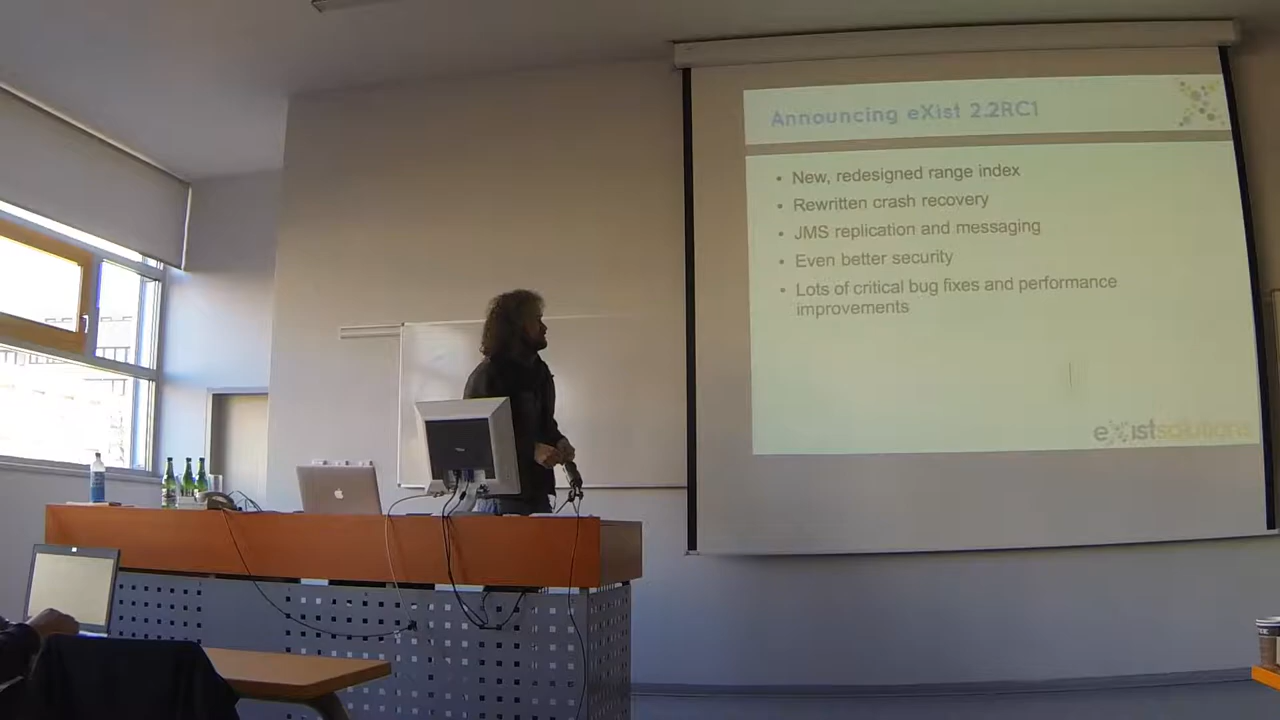 Announcing eXist 2.2RC1
• New, redesigned range index
• Rewritten crash recovery
• JMS replication and messaging
• Even better security
• Lots of critical bug fixes and performance
improvements
eXistsolutions